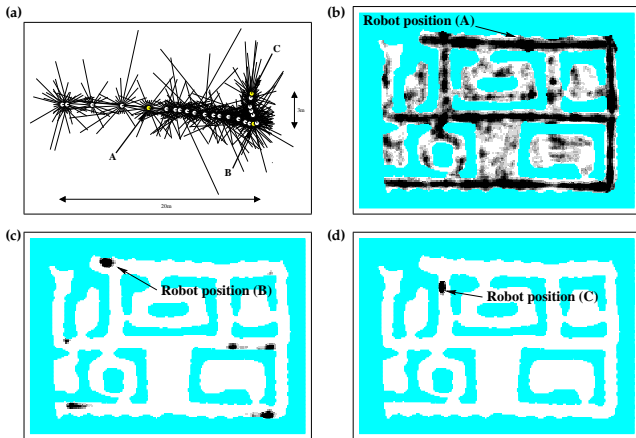 (a)
C
3m
A
B
20m
(b)
Robot position (A)
(c)
Robot position (B)
(d)
Robot position (C)